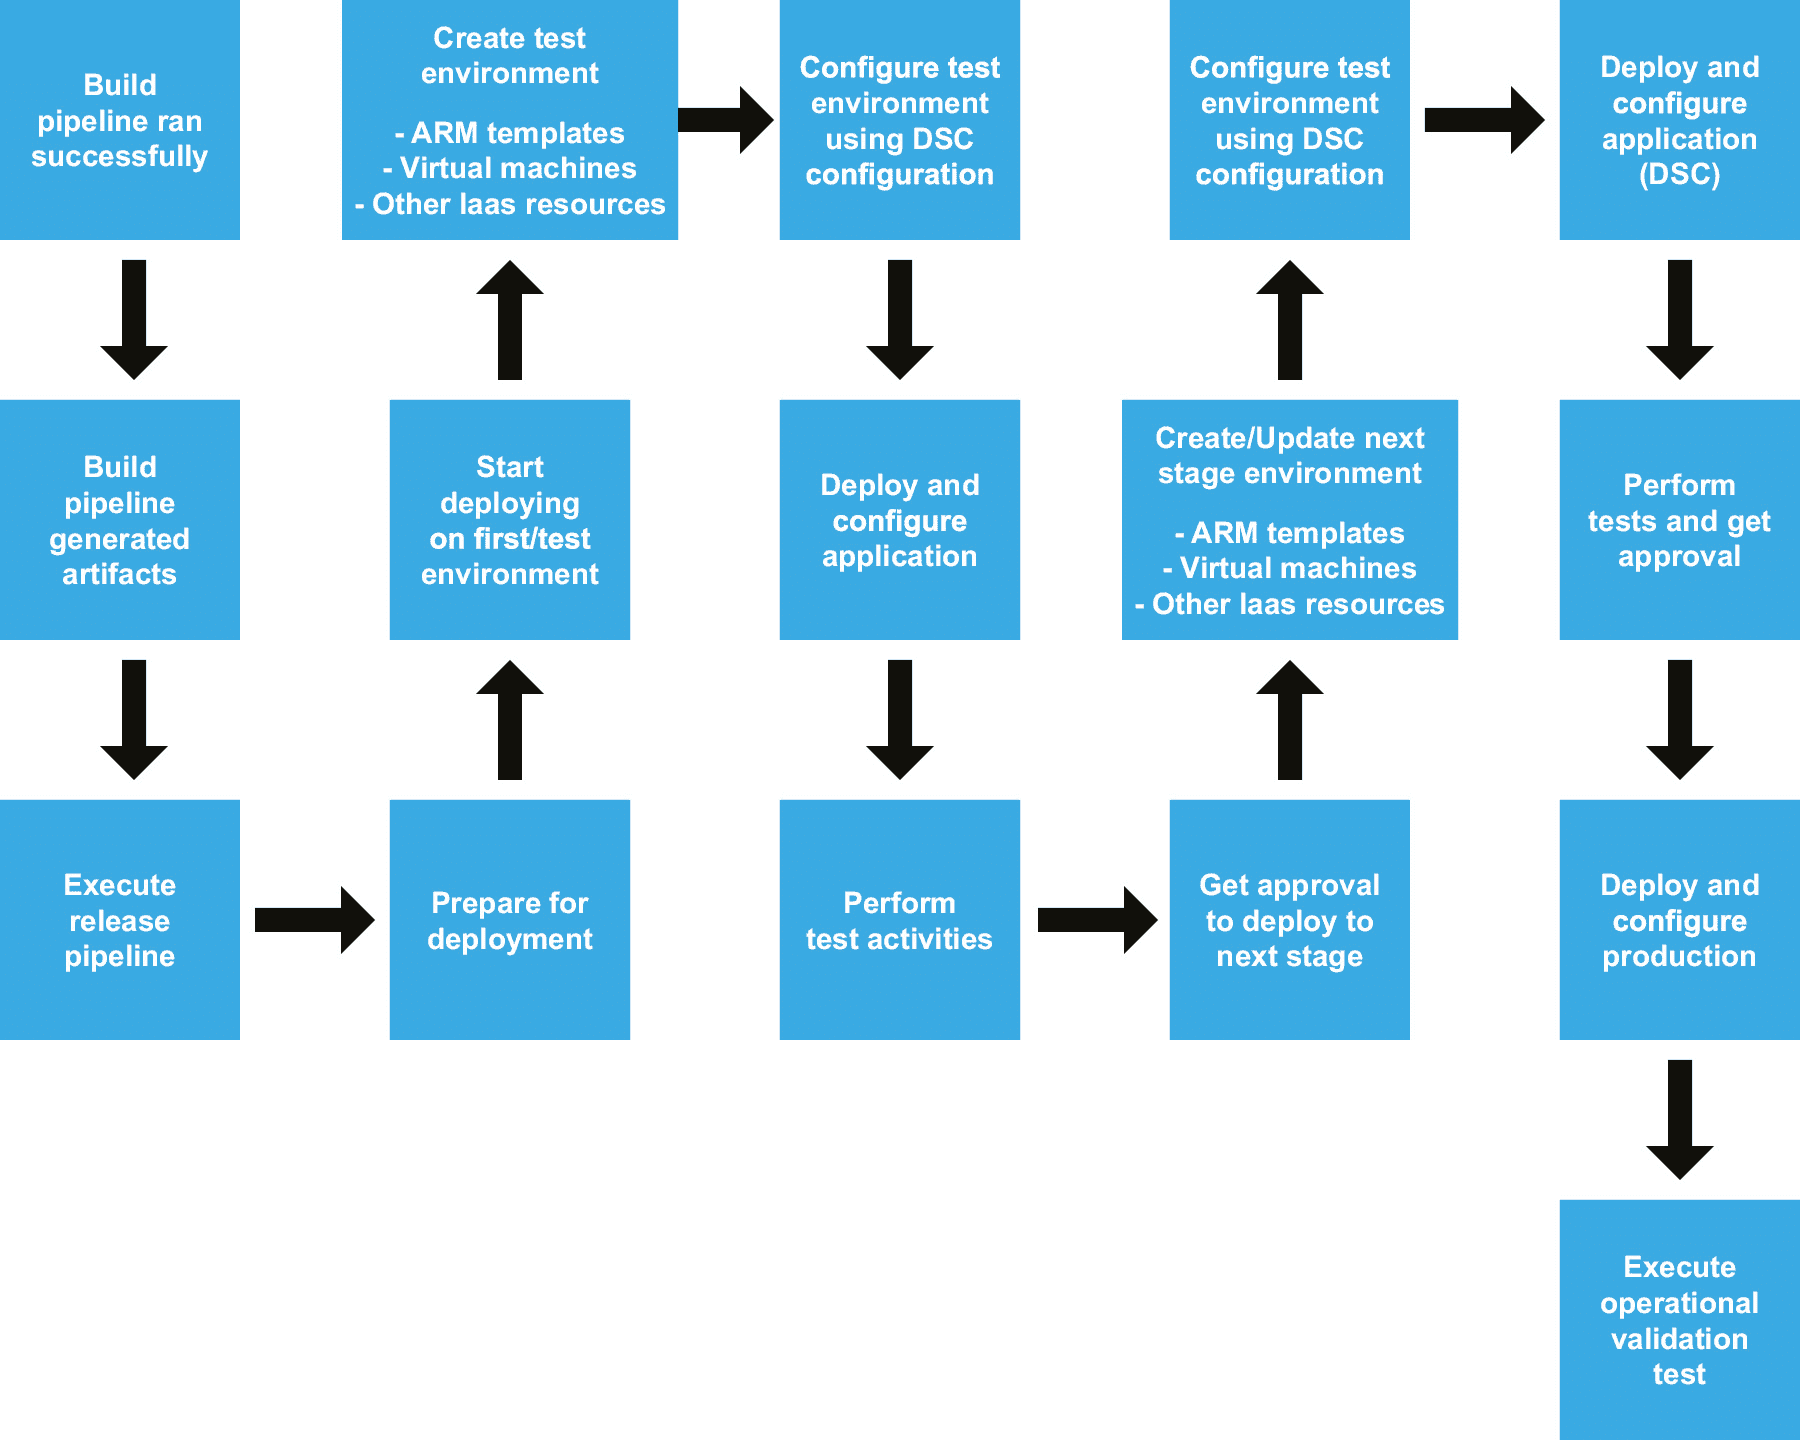 Build
pipeline ran
successfully
Build
pipeline
generated
artifacts
Execute
release
pipeline
Prepare for
deployment
Start
deploying
on first/test
environment
Create test
environment
- ARM templates
- Virtual machines
- Other Iaas resources
Configure test
environment
using DSC
configuration
Deploy and
configure
application
Perform
test activities
Get approval
to deploy to
next stage
Create/Update next
stage environment
- ARM templates
- Virtual machines
- Other Iaas resources
Configure test
environment
using DSC
configuration
Deploy and
configure
application
(DSC)
Perform
tests and get
approval
Deploy and
configure
production
Execute
operational
validation
test